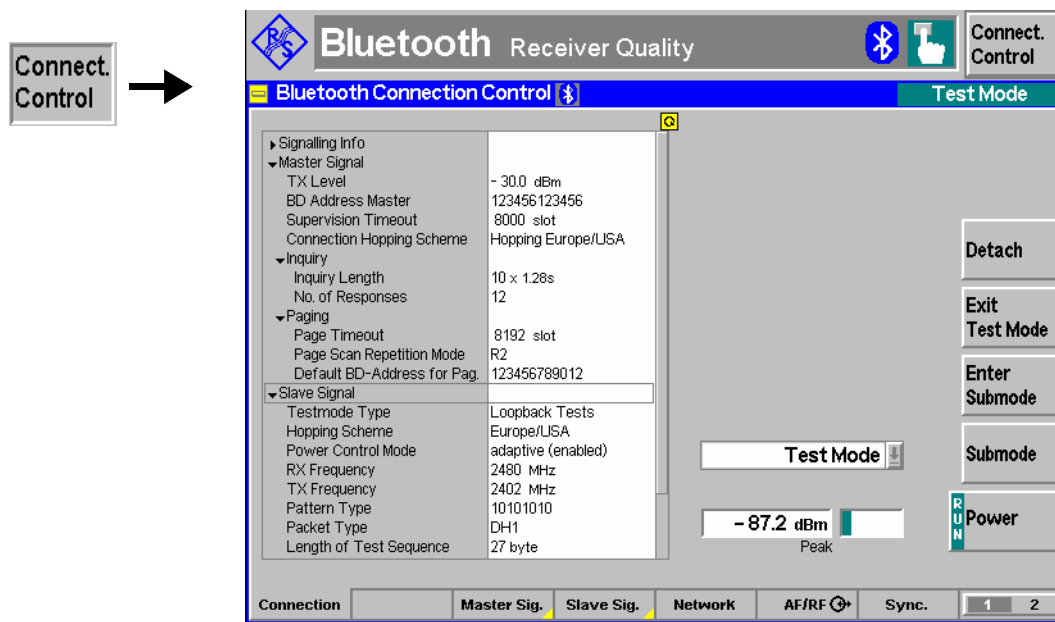 Connect.
Control
R S
Bluetooth Receiver Quality
Connect.
Control
Bluetooth Connection Control
Test Mode
Signalling Info
Master Signal
TX Level - 30.0 dBm
BD Address Master 123456123456
Supervision Timeout 8000 slot
Connection Hopping Scheme Hopping Europe/USA
Inquiry
Inquiry Length 10 x 1.28s
No. of Responses 12
Paging
Page Timeout 8192 slot
Page Scan Repetition Mode R2
Default BD-Address for Pag. 123456789012
Slave Signal
Testmode Type Loopback Tests
Hopping Scheme Europe/USA
Power Control Mode adaptive (enabled)
RX Frequency 2480 MHz
TX Frequency 2402 MHz
Pattern Type 10101010
Packet Type DH1
Length of Test Sequence 27 byte
Test Mode
- 87.2 dBm
Peak
Detach
Exit
Test Mode
Enter
Submode
Submode
RUN
Power
Connection Master Sig. Slave Sig. Network AF/RF Sync. 1 2